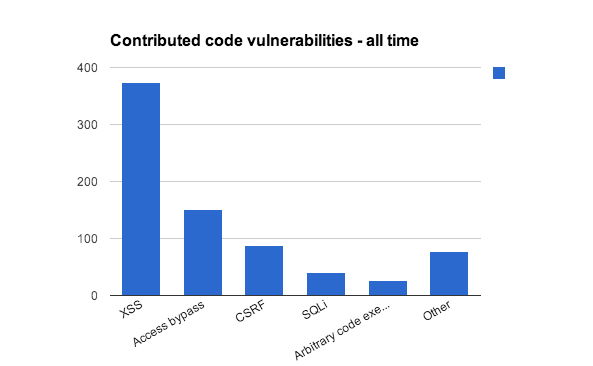 Contributed code vulnerabilities - all time
400
300
200
100
0
XSS
Access bypass
CSRF
SQLi
Arbitrary code exe...
Other